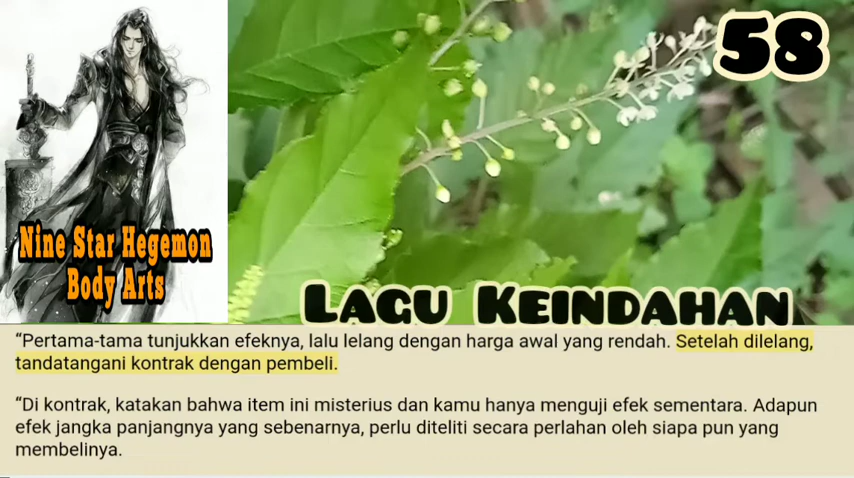 58
Nine Star Hegemon
Body Arts
Lagu Keindahan
“Pertama-tama tunjukkan efeknya, lalu lelang dengan harga awal yang rendah. Setelah dilelang,
tandatangani kontrak dengan pembeli.
“Di kontrak, katakan bahwa item ini misterius dan kamu hanya menguji efek sementara. Adapun
efek jangka panjangnya yang sebenarnya, perlu diteliti secara perlahan oleh siapa pun yang
membelinya.